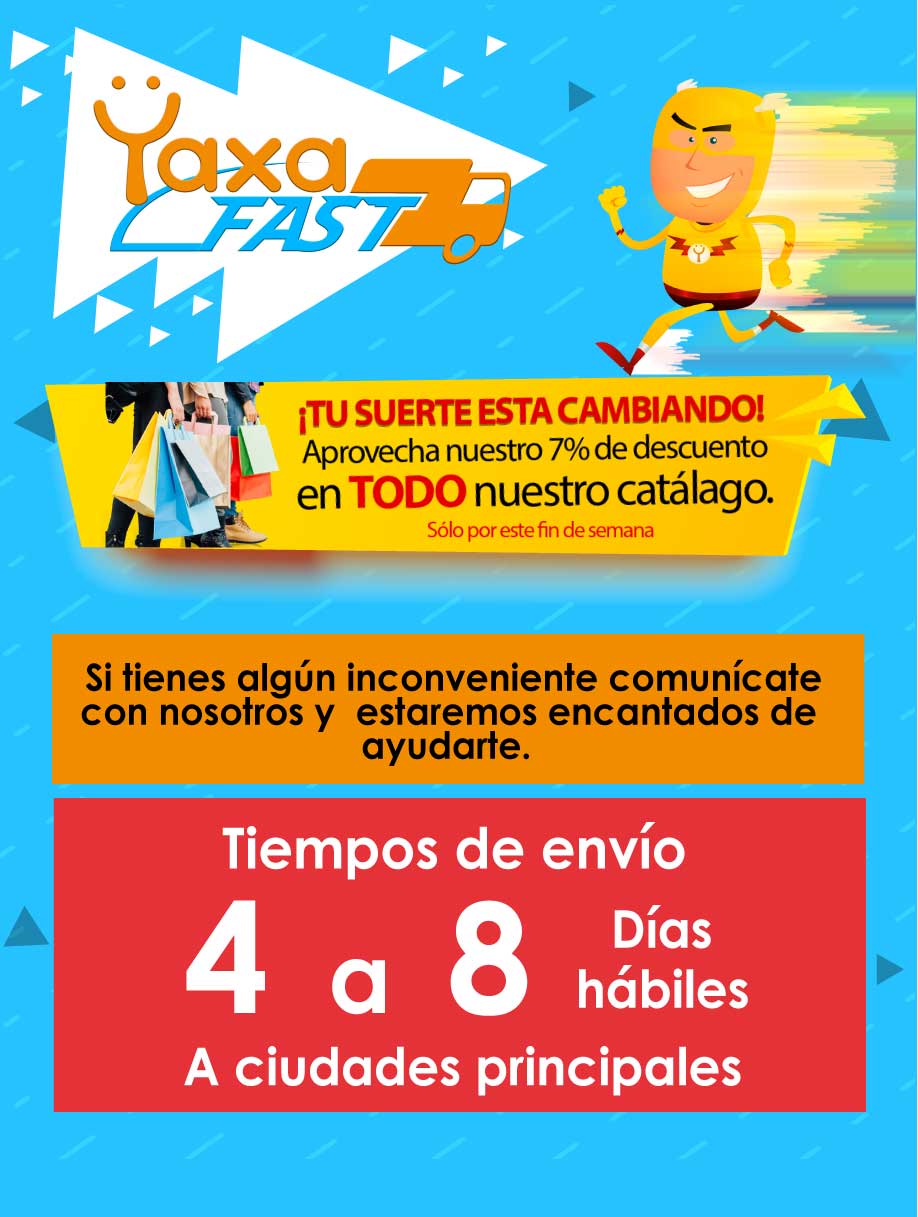 Ÿaxa
FAST
¡TU SUERTE ESTA CAMBIANDO!
Aprovecha nuestro 7% de descuento
en TODO nuestro catálago.
Sólo por este fin de semana
Si tienes algún inconveniente comunícate
con nosotros y estaremos encantados de
ayudarte.
Tiempos de envío
4 a 8 Días
hábiles
A ciudades principales